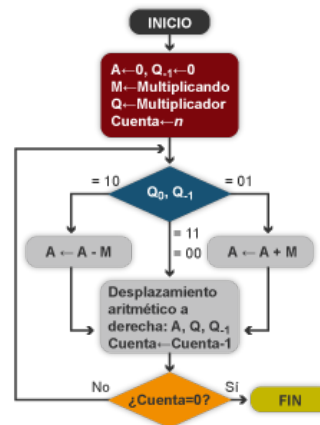 INICIO
A←0, Q-1←0
M←Multiplicando
Q←Multiplicador
Cuenta←n
= 10
Q0, Q-1
= 01
= 11
= 00
A ← A - M
A ← A + M
Desplazamiento
aritmético a
derecha: A, Q, Q-1
Cuenta←Cuenta-1
No
¿Cuenta=0?
Sí
FIN